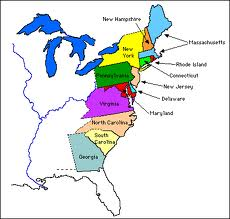 New Hampshire
Massachusetts
New
York
Rhode Island
Connecticut
Pennsylvania
New Jersey
Delaware
Virginia
Maryland
North Carolina
South
Carolina
Georgia